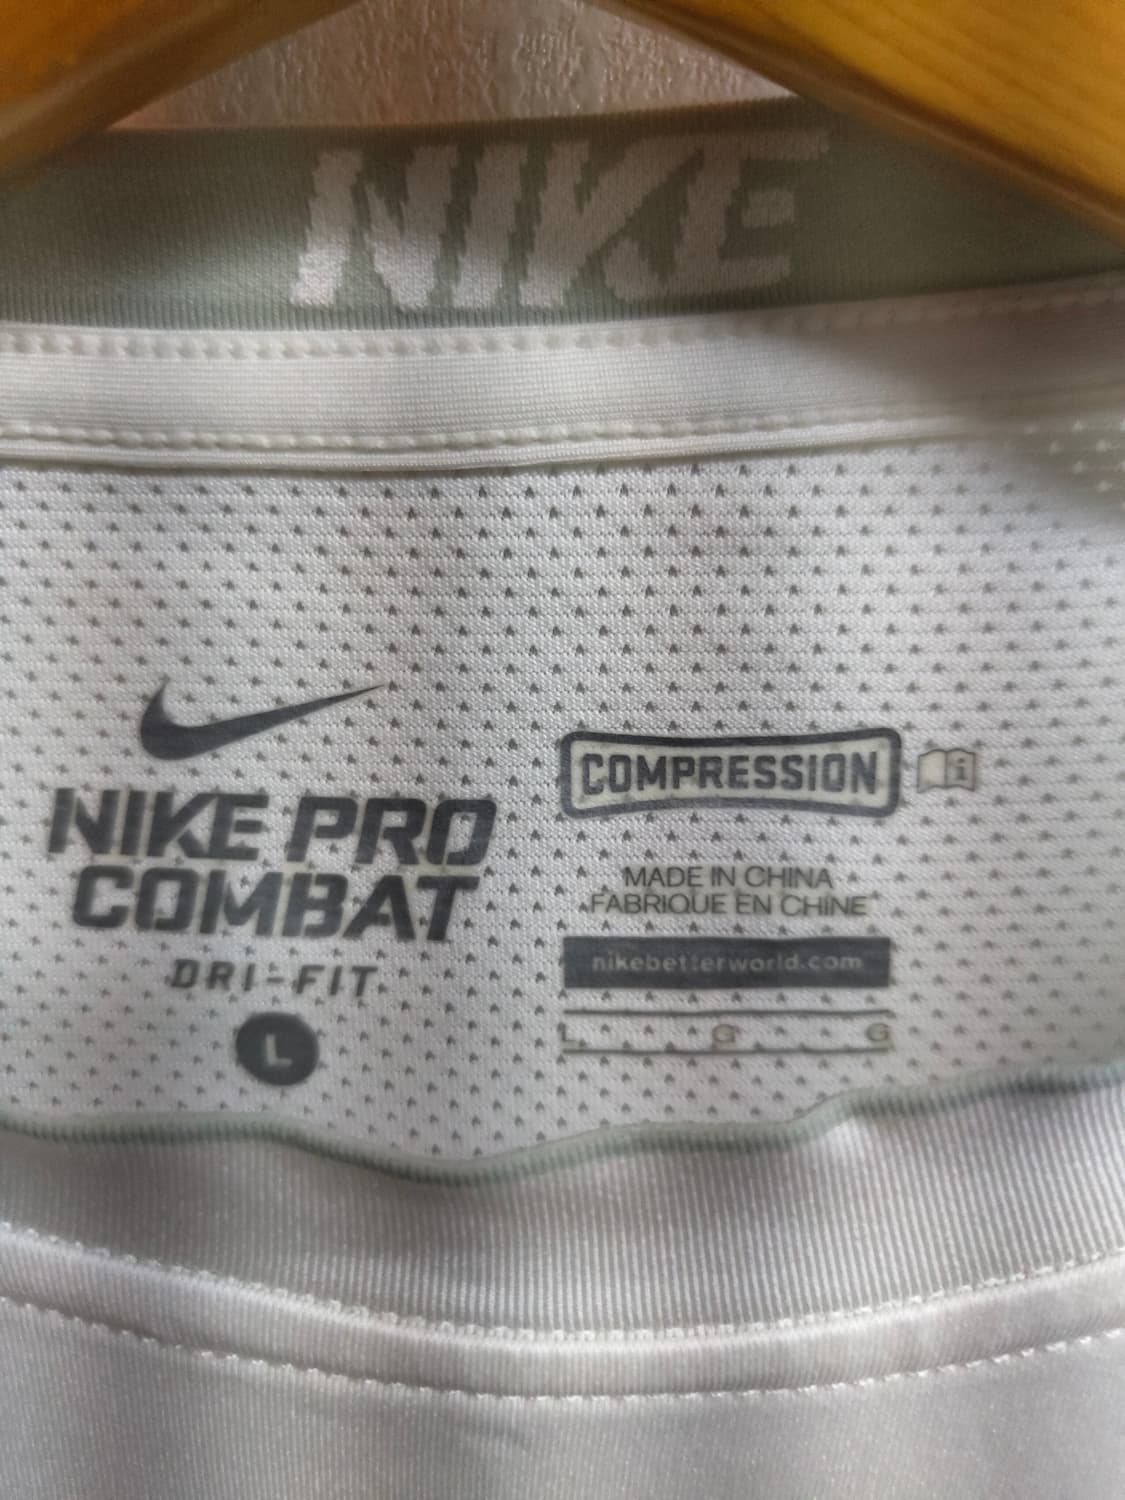 NIKE
NIKE PRO
COMBAT
DRI-FIT
L
COMPRESSION
i
MADE IN CHINA
FABRIQUE EN CHINE
nikebetterworld.com
L G G